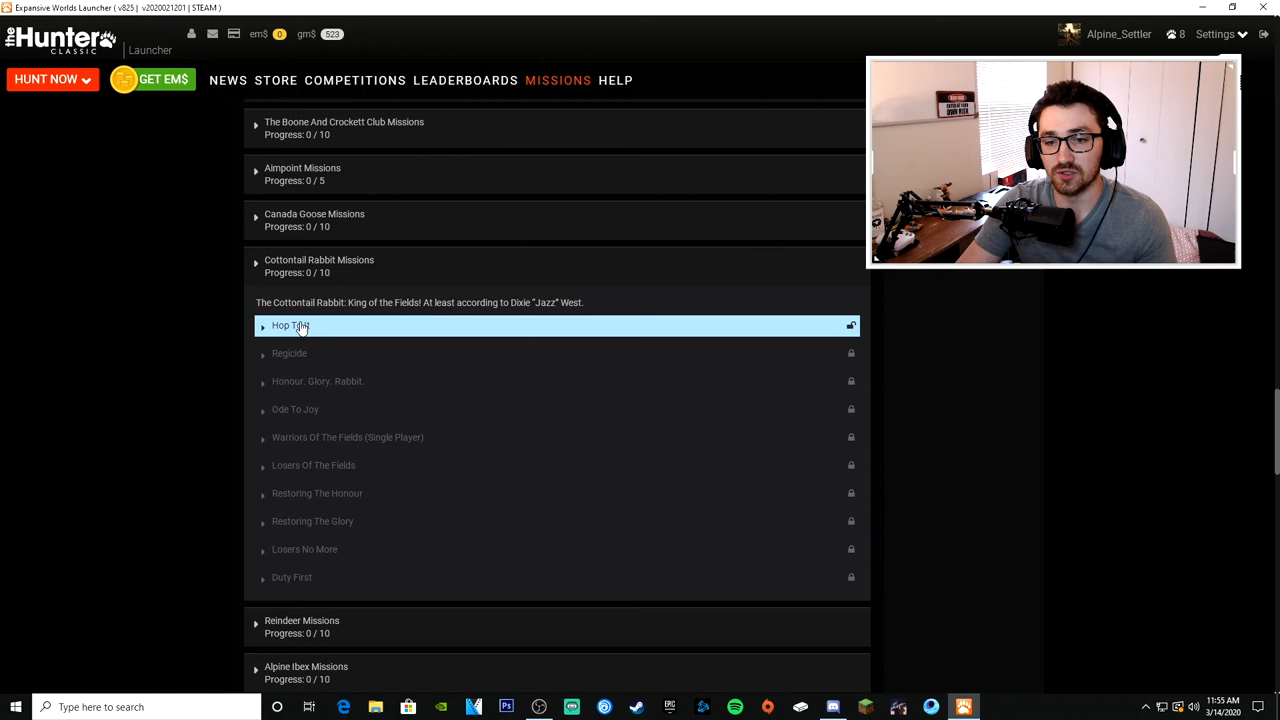 Expansive Worlds Launcher ( v825 | v2020021201 | STEAM )
theHunter CLASSIC | Launcher
em$ 0 gm$ 523
Alpine_Settler 8 Settings
HUNT NOW GET EM$ NEWS STORE COMPETITIONS LEADERBOARDS MISSIONS HELP
The Boone And Crockett Club Missions
Progress: 0 / 10
Aimpoint Missions
Progress: 0 / 5
Canada Goose Missions
Progress: 0 / 10
Cottontail Rabbit Missions
Progress: 0 / 10
The Cottontail Rabbit: King of the Fields! At least according to Dixie “Jazz” West.
Hop
Regicide
Honour. Glory. Rabbit.
Ode To Joy
Warriors Of The Fields (Single Player)
Losers Of The Fields
Restoring The Honour
Restoring The Glory
Losers No More
Duty First
Reindeer Missions
Progress: 0 / 10
Alpine Ibex Missions
Progress: 0 / 10
Type here to search
11:55 AM
3/14/2020